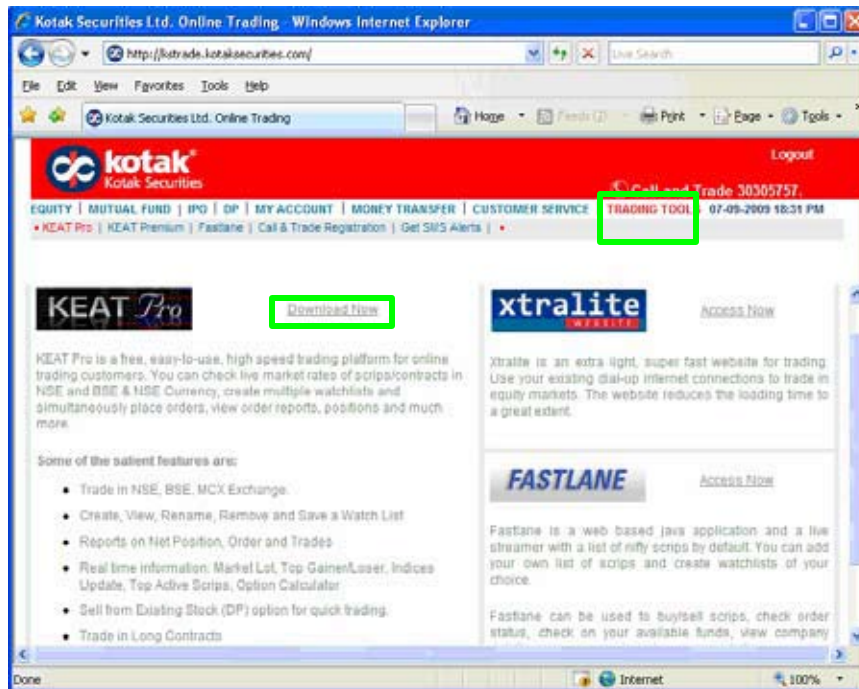 Kotak Securities Ltd. Online Trading - Windows Internet Explorer
http://kstrade.kotaksecurities.com/
Live Search
File Edit View Favorites Tools Help
Kotak Securities Ltd. Online Trading
Home Feeds (2) Print Page Tools
kotak
Kotak Securities
Logout
Call and Trade 30305757.
EQUITY | MUTUAL FUND | IPO | DP | MY ACCOUNT | MONEY TRANSFER | CUSTOMER SERVICE TRADING TOOL 07-09-2009 18:31 PM
• KEAT Pro | KEAT Premium | Fastlane | Call & Trade Registration | Get SMS Alerts | •
KEAT Pro
Download Now
KEAT Pro is a free, easy-to-use, high speed trading platform for online
trading customers. You can check live market rates of scrips/contracts in
NSE and BSE & NSE Currency, create multiple watchlists and
simultaneously place orders, view order reports, positions and much
more.
Some of the salient features are:
• Trade in NSE, BSE, MCX Exchange.
• Create, View, Rename, Remove and Save a Watch List
• Reports on Net Position, Order and Trades
• Real time information: Market Lot, Top Gainer/Loser, Indices
Update, Top Active Scrips, Option Calculator
• Sell from Existing Stock (DP) option for quick trading.
• Trade in Long Contracts
xtralite
WEBSITE
Access Now
Xtralite is an extra light, super fast website for trading.
Use your existing dial-up internet connections to trade in
equity markets. The website reduces the loading time to
a great extent.
FASTLANE
Access Now
Fastlane is a web based java application and a live
streamer with a list of nifty scrips by default. You can add
your own list of scrips and create watchlists of your
choice.
Fastlane can be used to buy/sell scrips, check order
status, check on your available funds, view company
Done
Internet
100%